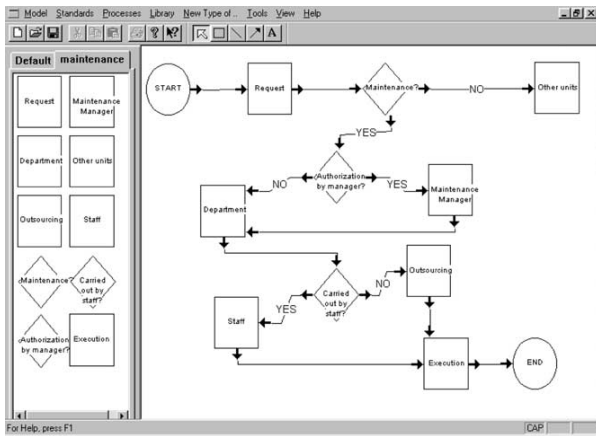 Model Standards Processes Library New Type of .. Tools View Help
Default maintenance
Request
Maintenance
Manager
Department
Other units
Outsourcing
Staff
Maintenance?
Carried
out by
staff?
Authorization
by manager?
Execution
START
Request
Maintenance?
NO
Other units
YES
Authorization
by manager?
NO
YES
Department
Maintenance
Manager
Carried
out by
staff?
NO
Outsourcing
YES
Staff
Execution
END
For Help, press F1
CAP